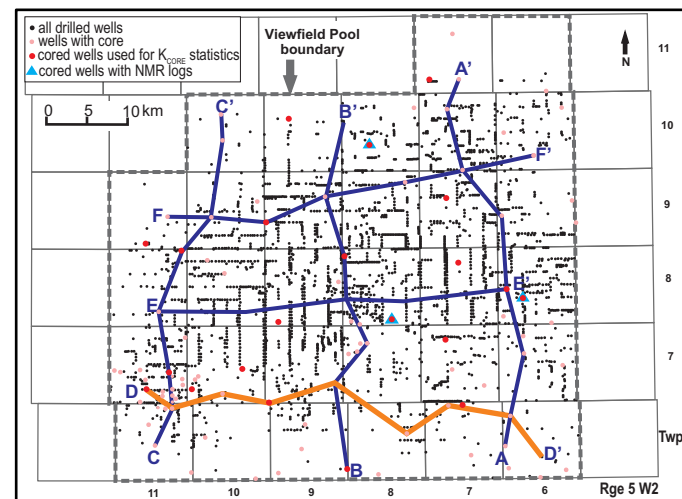 all drilled wells
wells with core
cored wells used for KCORE statistics
cored wells with NMR logs
Viewfield Pool
boundary
N
0 5 10 km
11
A'
C'
B'
10
F'
F
9
E'
8
E
7
D
D'
C
B
A
Twp
11 10 9 8 7 6
Rge 5 W2